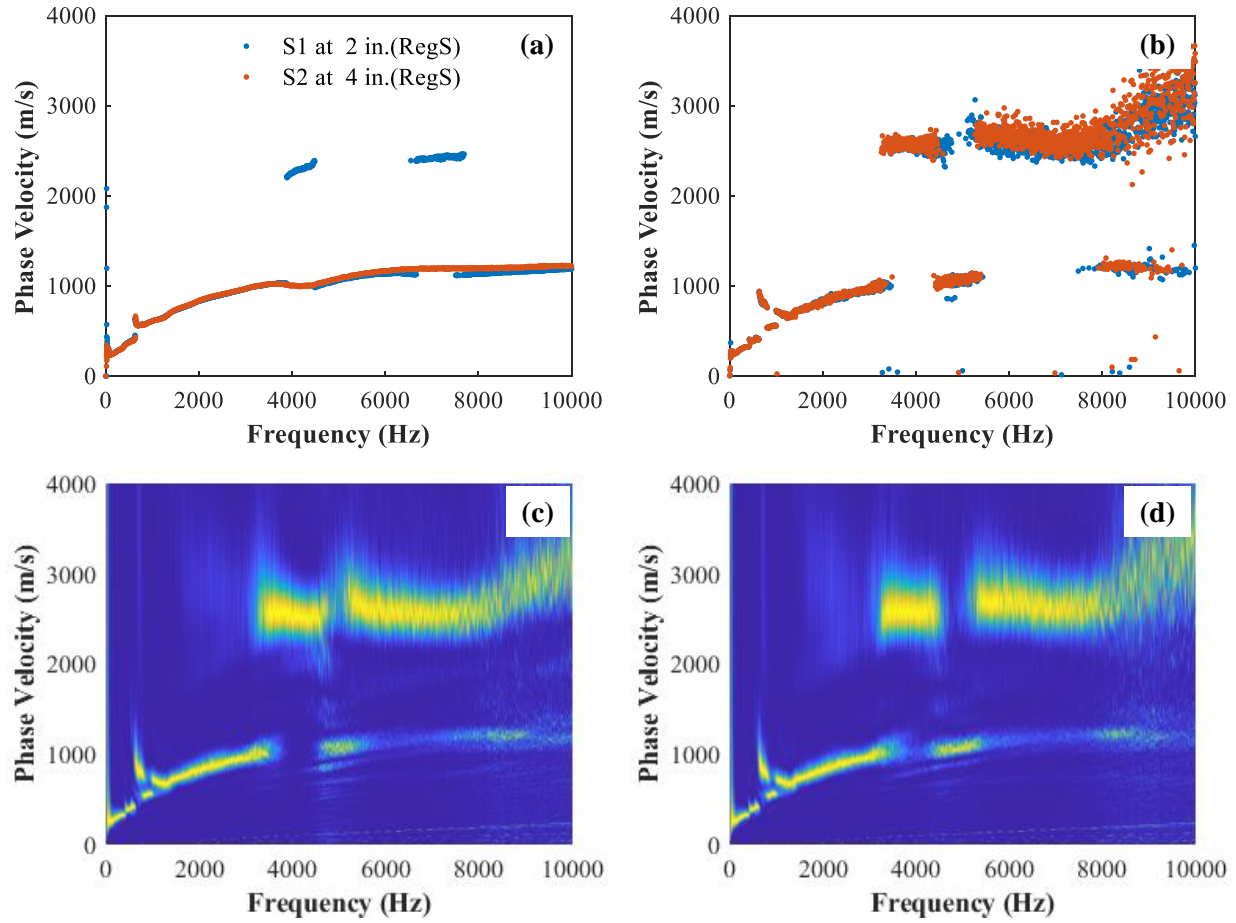 4000
3000
2000
1000
0
Phase Velocity (m/s)
S1 at 2 in.(RegS)
S2 at 4 in.(RegS)
(a)
0 2000 4000 6000 8000 10000
Frequency (Hz)
4000
3000
2000
1000
0
Phase Velocity (m/s)
(b)
0 2000 4000 6000 8000 10000
Frequency (Hz)
4000
3000
2000
1000
0
Phase Velocity (m/s)
(c)
0 2000 4000 6000 8000 10000
Frequency (Hz)
4000
3000
2000
1000
0
Phase Velocity (m/s)
(d)
0 2000 4000 6000 8000 10000
Frequency (Hz)